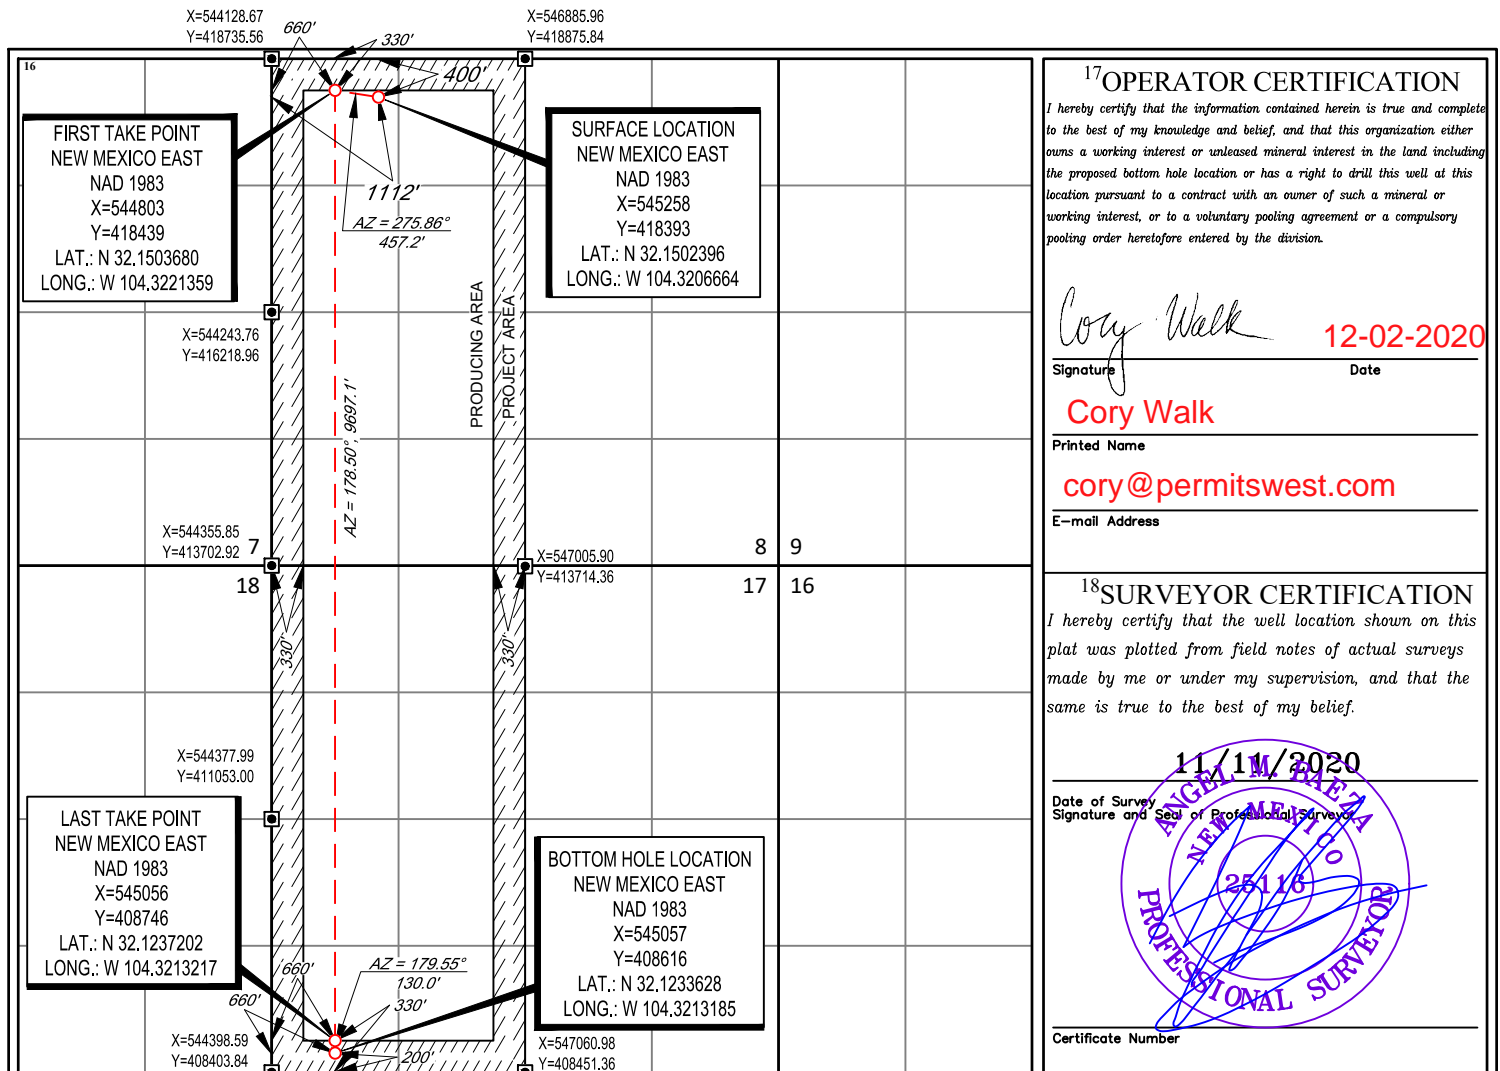 X=544128.67
Y=418735.56
660'
330'
X=546885.96
Y=418875.84
16
400'
FIRST TAKE POINT
NEW MEXICO EAST
NAD 1983
X=544803
Y=418439
LAT.: N 32.1503680
LONG.: W 104.3221359
1112'
AZ = 275.86°
457.2'
SURFACE LOCATION
NEW MEXICO EAST
NAD 1983
X=545258
Y=418393
LAT.: N 32.1502396
LONG.: W 104.3206664
X=544243.76
Y=416218.96
PRODUCING AREA
PROJECT AREA
AZ = 178.50°, 9697.1'
X=544355.85
Y=413702.92
7
18
X=547005.90
Y=413714.36
8
9
17
16
330'
330'
X=544377.99
Y=411053.00
LAST TAKE POINT
NEW MEXICO EAST
NAD 1983
X=545056
Y=408746
LAT.: N 32.1237202
LONG.: W 104.3213217
BOTTOM HOLE LOCATION
NEW MEXICO EAST
NAD 1983
X=545057
Y=408616
LAT.: N 32.1233628
LONG.: W 104.3213185
660'
AZ = 179.55°
130.0'
660'
330'
200'
X=544398.59
Y=408403.84
X=547060.98
Y=408451.36
17 OPERATOR CERTIFICATION
I hereby certify that the information contained herein is true and complete
to the best of my knowledge and belief, and that this organization either
owns a working interest or unleased mineral interest in the land including
the proposed bottom hole location or has a right to drill this well at this
location pursuant to a contract with an owner of such a mineral or
working interest, or to a voluntary pooling agreement or a compulsory
pooling order heretofore entered by the division.
Cory Walk
12-02-2020
Signature
Date
Cory Walk
Printed Name
cory@permitswest.com
E-mail Address
18 SURVEYOR CERTIFICATION
I hereby certify that the well location shown on this
plat was plotted from field notes of actual surveys
made by me or under my supervision, and that the
same is true to the best of my belief.
11/11/2020
Date of Survey
Signature and Seal of Professional Surveyor
ANGEL M. BAEZA
NEW MEXICO
25116
PROFESSIONAL SURVEYOR
Certificate Number